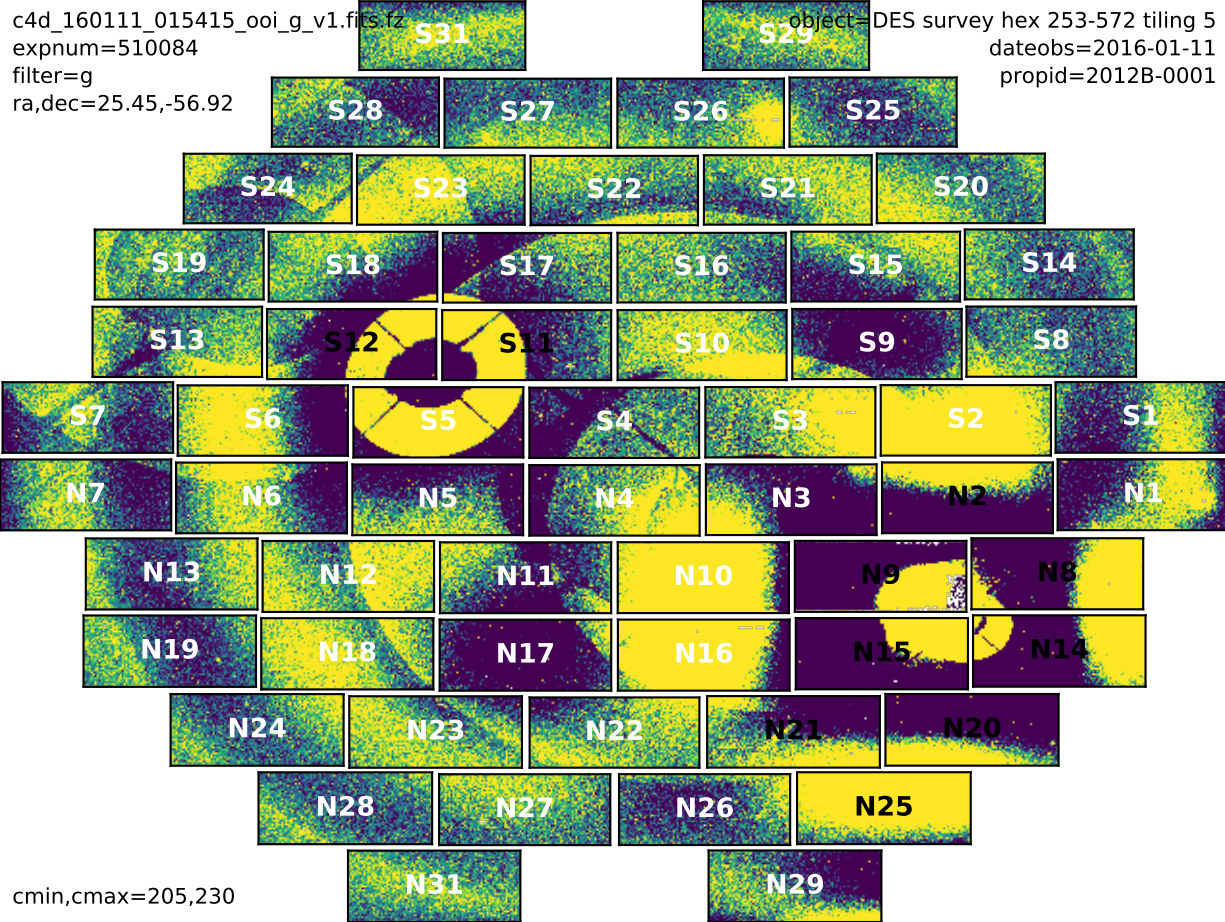 c4d_160111_015415_ooi_g_v1.fits.fz
object=DES survey hex 253-572 tiling 5
expnum=510084
dateobs=2016-01-11
filter=g
propid=2012B-0001
ra,dec=25.45,-56.92
S31 S29
S28 S27 S26 S25
S24 S23 S22 S21 S20
S19 S18 S17 S16 S15 S14
S13 S12 S11 S10 S9 S8
S7 S6 S5 S4 S3 S2 S1
N7 N6 N5 N4 N3 N2 N1
N13 N12 N11 N10 N9 N8
N19 N18 N17 N16 N15 N14
N24 N23 N22 N21 N20
N28 N27 N26 N25
N31 N29
cmin,cmax=205,230